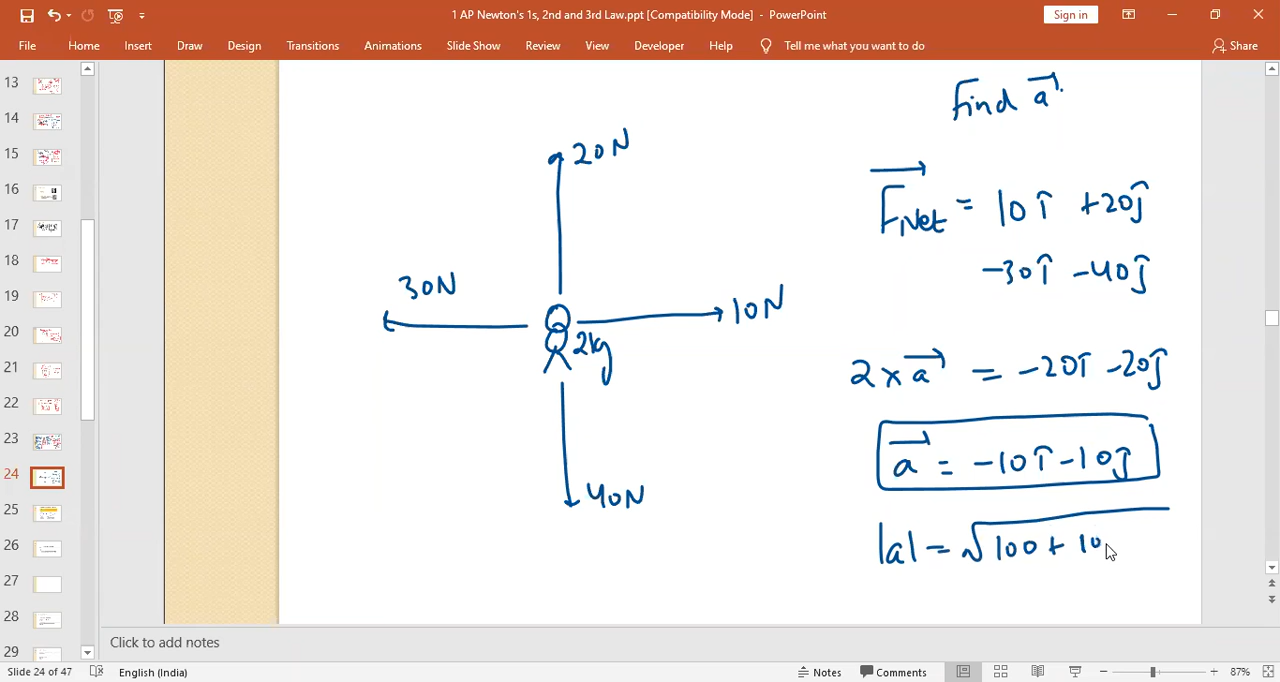 1 AP Newton's 1s, 2nd and 3rd Law.ppt [Compatibility Mode] - PowerPoint
Sign in
File Home Insert Draw Design Transitions Animations Slide Show Review View Developer Help Tell me what you want to do
Share
13
14
15
16
17
18
19
20
21
22
23
24
25
26
27
28
29
Find a⃗
20N
30N
10N
2kg
40N
F⃗Net = 10î + 20ĵ
-30î - 40ĵ
2 × a⃗ = -20î - 20ĵ
a⃗ = -10î - 10ĵ
|a| = √100 + 10
Click to add notes
Slide 24 of 47
English (India)
Notes
Comments
87%